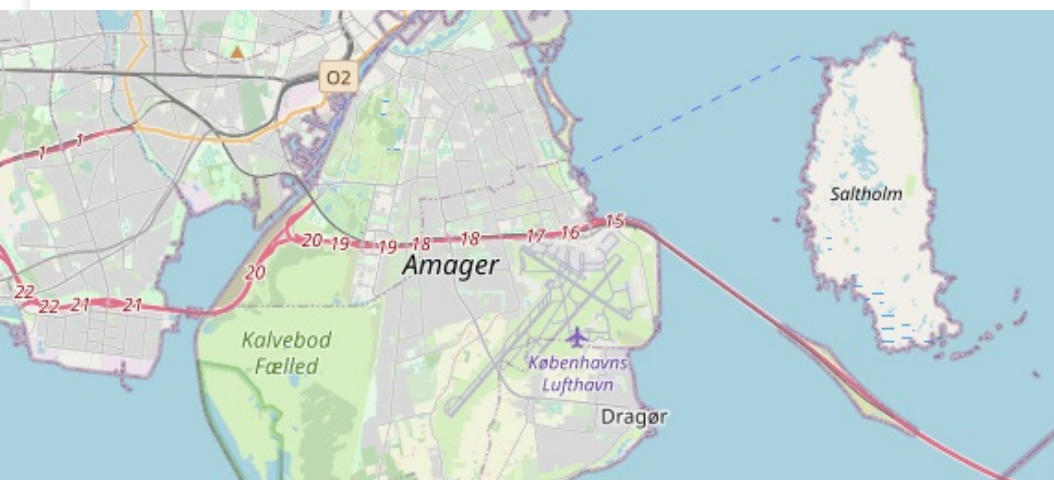 O2
1
1
Saltholm
15
16
17
18
18
19
19
20
20
Amager
22
22
21
21
Kalvebod
Fælled
Københavns
Lufthavn
Dragør